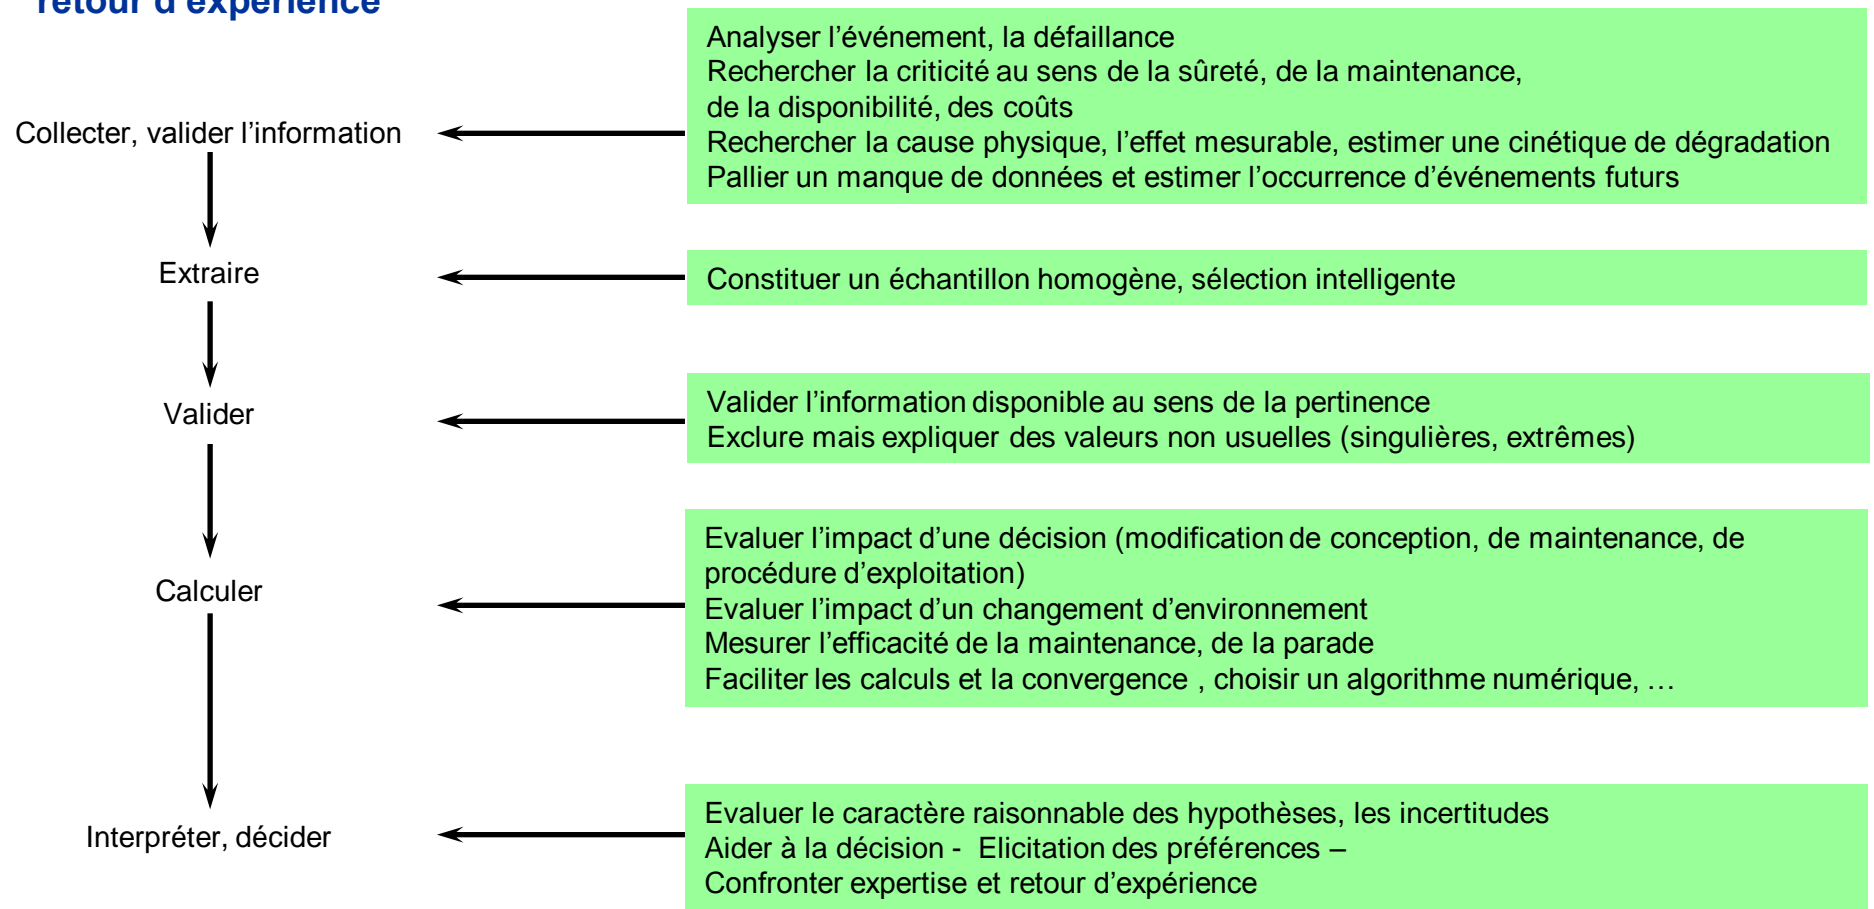 retour d'expérience
Analyser l’événement, la défaillance
Rechercher la criticité au sens de la sûreté, de la maintenance,
de la disponibilité, des coûts
Rechercher la cause physique, l’effet mesurable, estimer une cinétique de dégradation
Pallier un manque de données et estimer l’occurrence d’événements futurs
Collecter, valider l’information
Extraire
Constituer un échantillon homogène, sélection intelligente
Valider
Valider l’information disponible au sens de la pertinence
Exclure mais expliquer des valeurs non usuelles (singulières, extrêmes)
Calculer
Evaluer l’impact d’une décision (modification de conception, de maintenance, de
procédure d’exploitation)
Evaluer l’impact d’un changement d’environnement
Mesurer l’efficacité de la maintenance, de la parade
Faciliter les calculs et la convergence , choisir un algorithme numérique, …
Interpréter, décider
Evaluer le caractère raisonnable des hypothèses, les incertitudes
Aider à la décision - Elicitation des préférences –
Confronter expertise et retour d’expérience